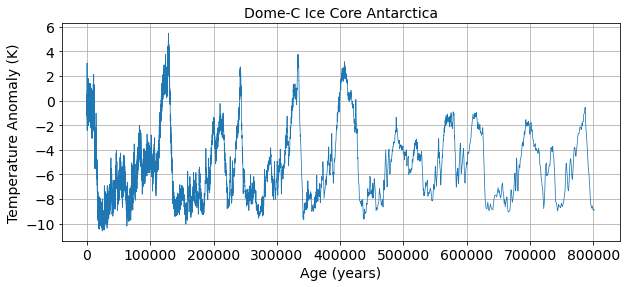 Dome-C Ice Core Antarctica
Temperature Anomaly (K)
6
4
2
0
−2
−4
−6
−8
−10
0 100000 200000 300000 400000 500000 600000 700000 800000
Age (years)